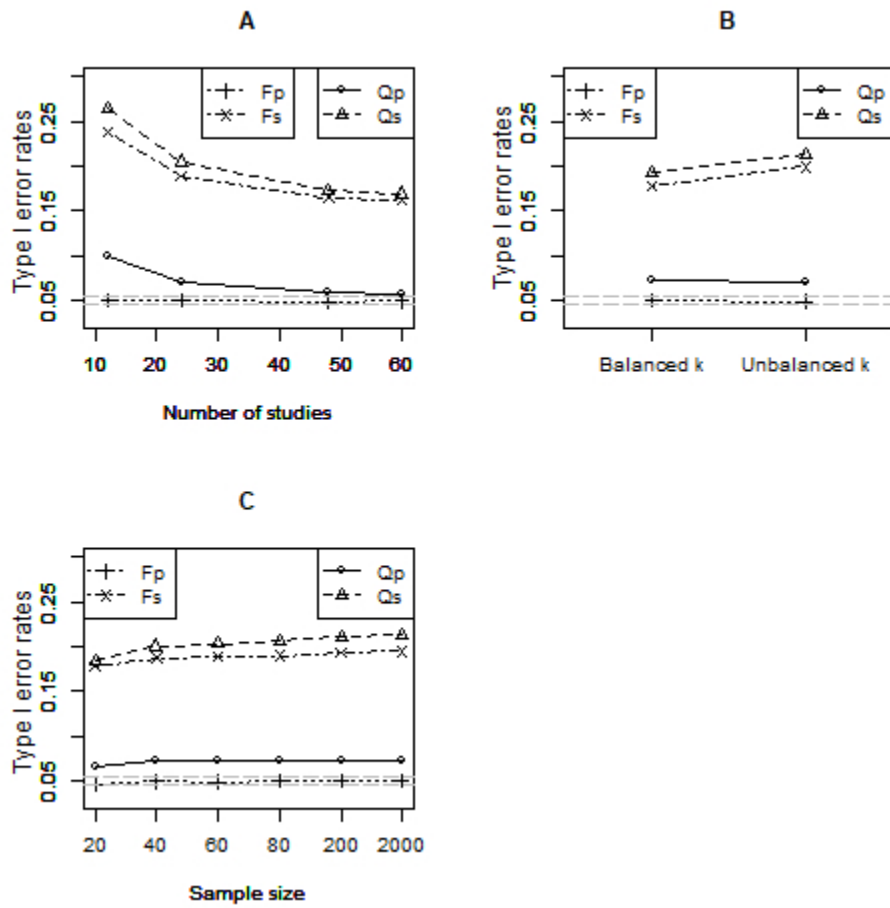 A
Fp
Fs
Qp
Qs
Type I error rates
0.05 0.15 0.25
10 20 30 40 50 60
Number of studies
B
Fp
Fs
Qp
Qs
Type I error rates
0.05 0.15 0.25
Balanced k Unbalanced k
C
Fp
Fs
Qp
Qs
Type I error rates
0.05 0.15 0.25
20 40 60 80 200 2000
Sample size